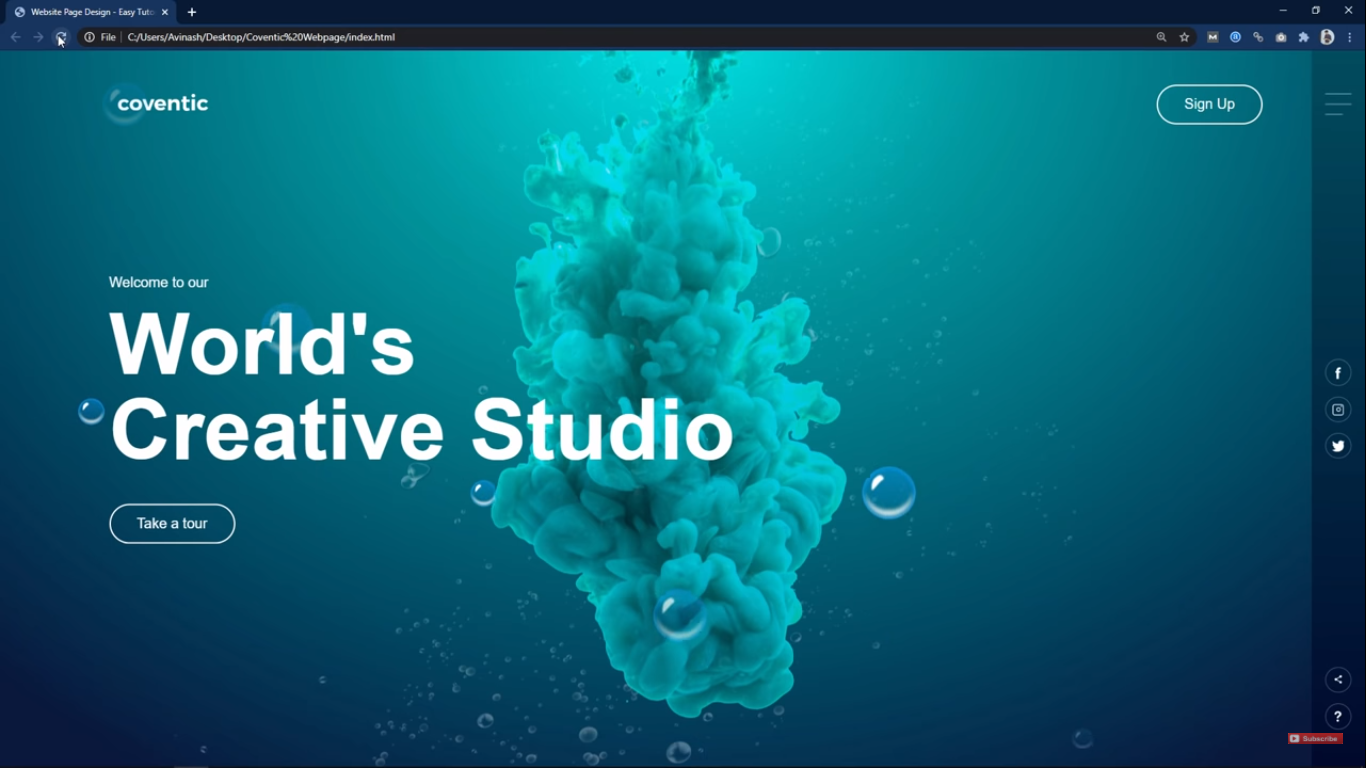 Website Page Design - Easy Tuto
File
C:/Users/Avinash/Desktop/Coventic%20Webpage/index.html
coventic
Sign Up
Welcome to our
World's
Creative Studio
Take a tour
?
Subscribe